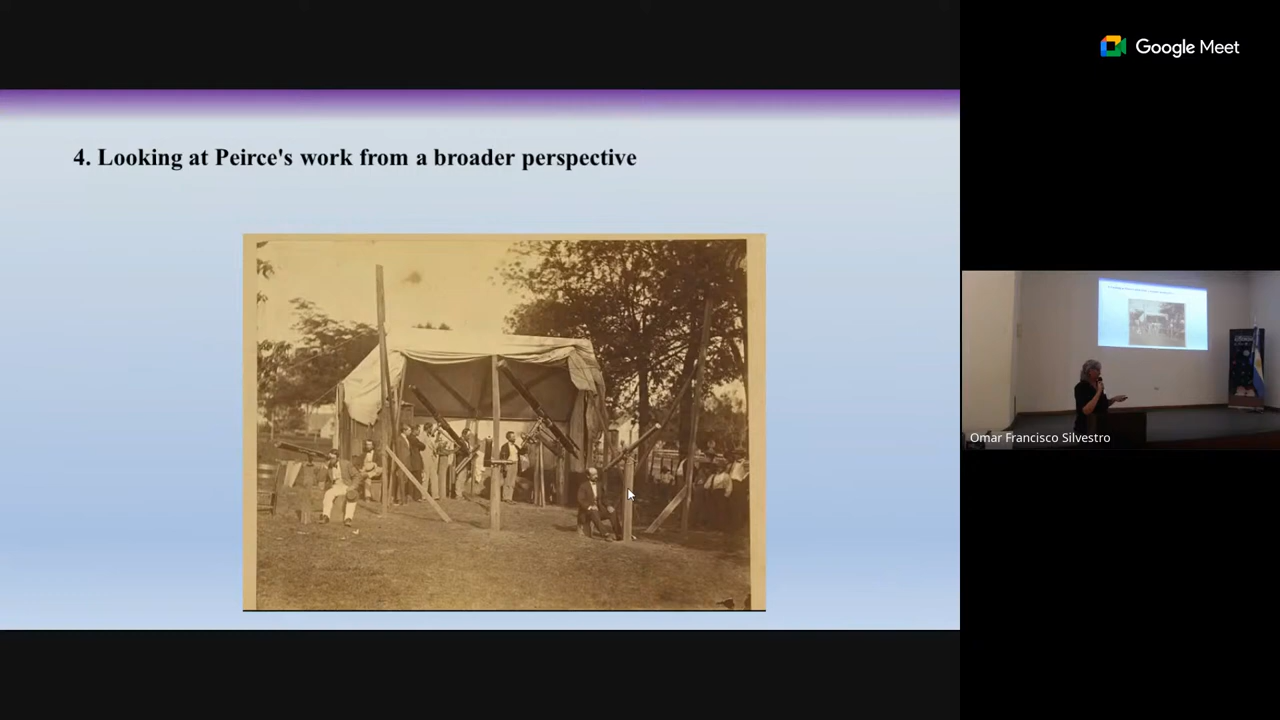 Google Meet
4. Looking at Peirce's work from a broader perspective
Omar Francisco Silvestro